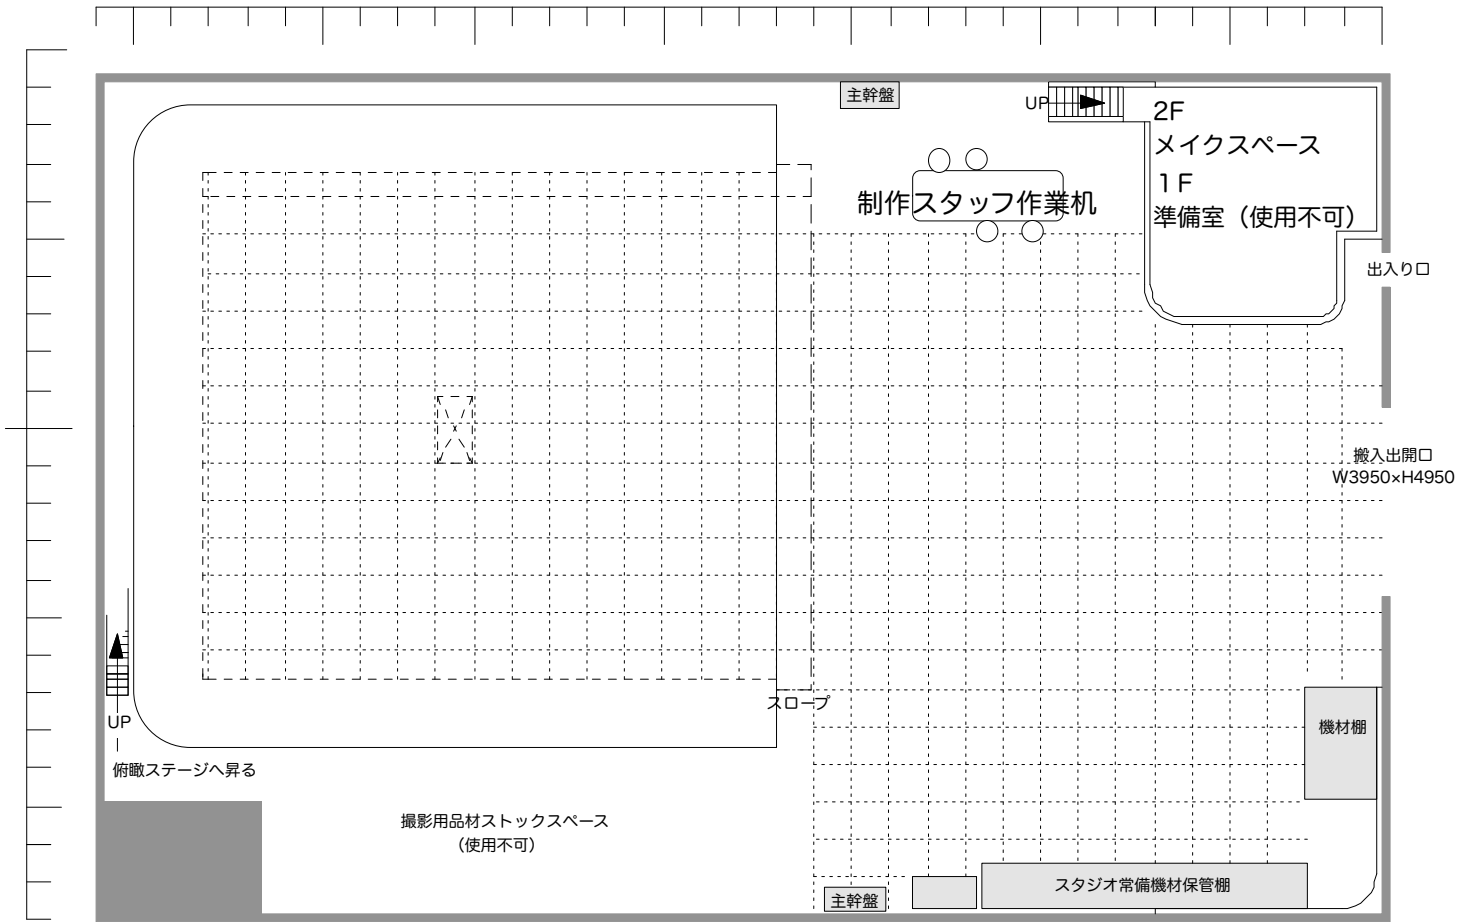 主幹盤
UP
2F
メイクスペース
1F
準備室（使用不可）
制作スタッフ作業机
出入り口
搬入出開口
W3950×H4950
スロープ
UP
機材棚
俯瞰ステージへ昇る
撮影用品材ストックスペース
（使用不可）
スタジオ常備機材保管棚
主幹盤